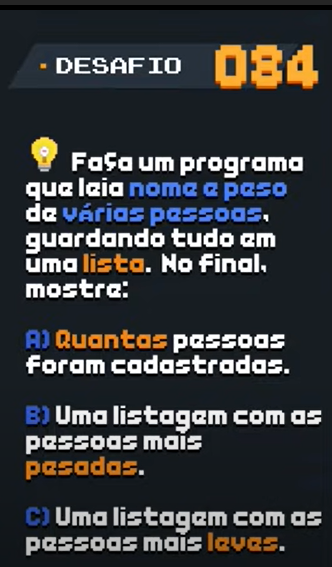 • DESAFIO 084
Faça um programa
que leia nome e peso
de várias pessoas,
guardando tudo em
uma lista. No final,
mostre:
A) Quantas pessoas
foram cadastradas.
B) Uma listagem com as
pessoas mais
pesadas.
C) Uma listagem com as
pessoas mais leves.